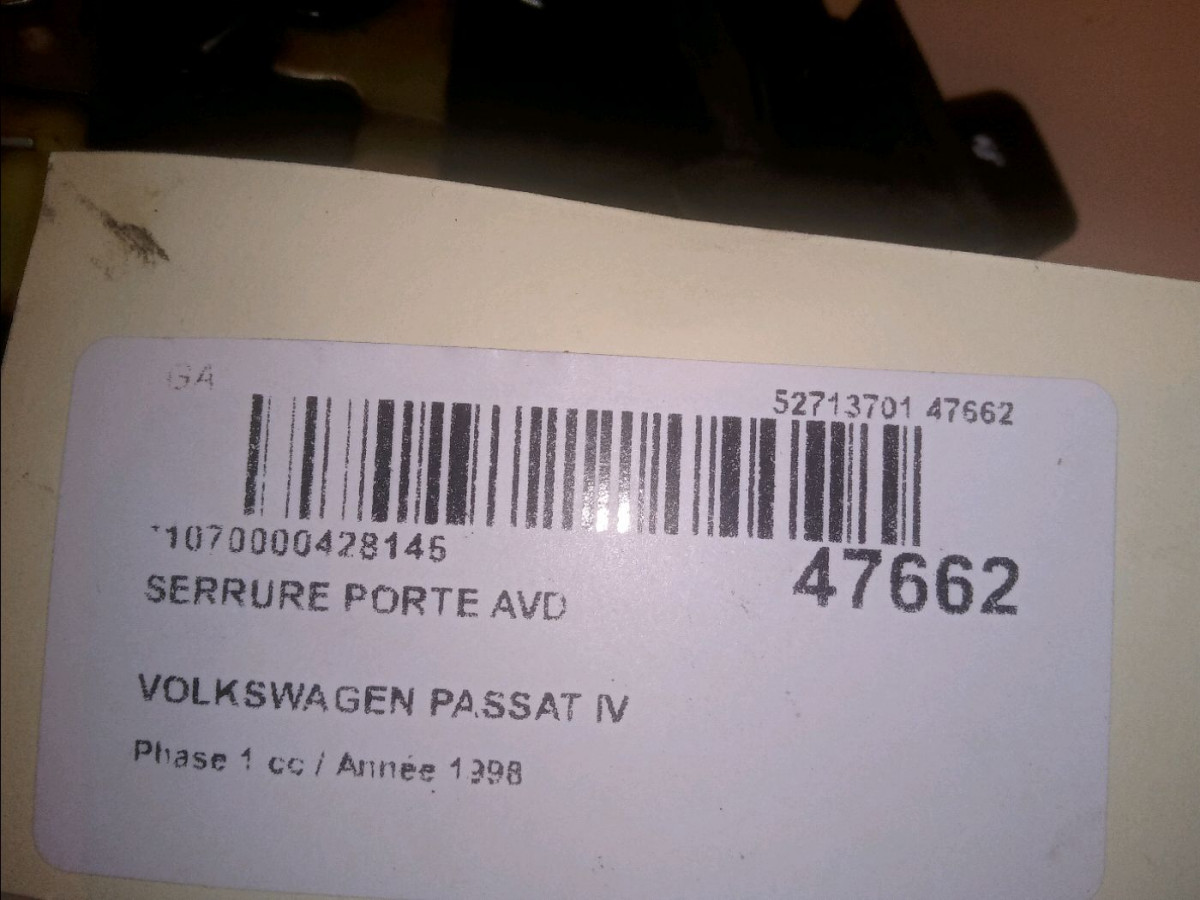 GA
52713701 47662
*1070000428146
47662
SERRURE PORTE AVD
VOLKSWAGEN PASSAT IV
Phase 1 cc / Année 1998